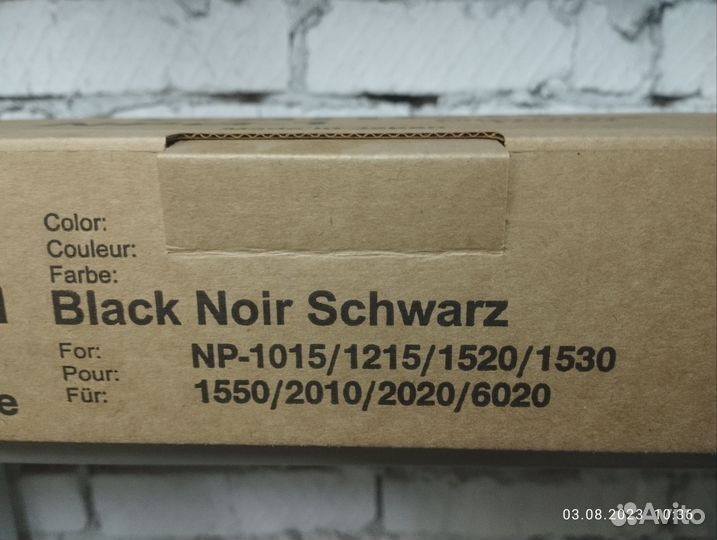 Color:
Couleur:
Farbe:
Black Noir Schwarz
For:
Pour:
Für:
NP-1015/1215/1520/1530
1550/2010/2020/6020
e
03.08.2023 10:36
Avito